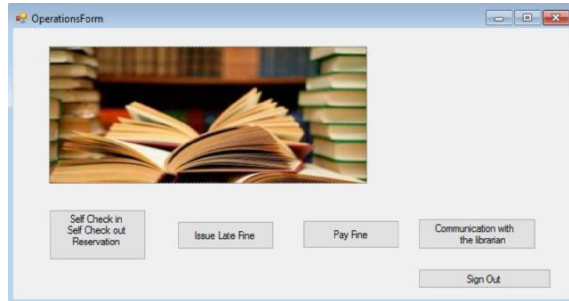 OperationsForm
Self Check in
Self Check out
Reservation
Issue Late Fine
Pay Fine
Communication with
the librarian
Sign Out